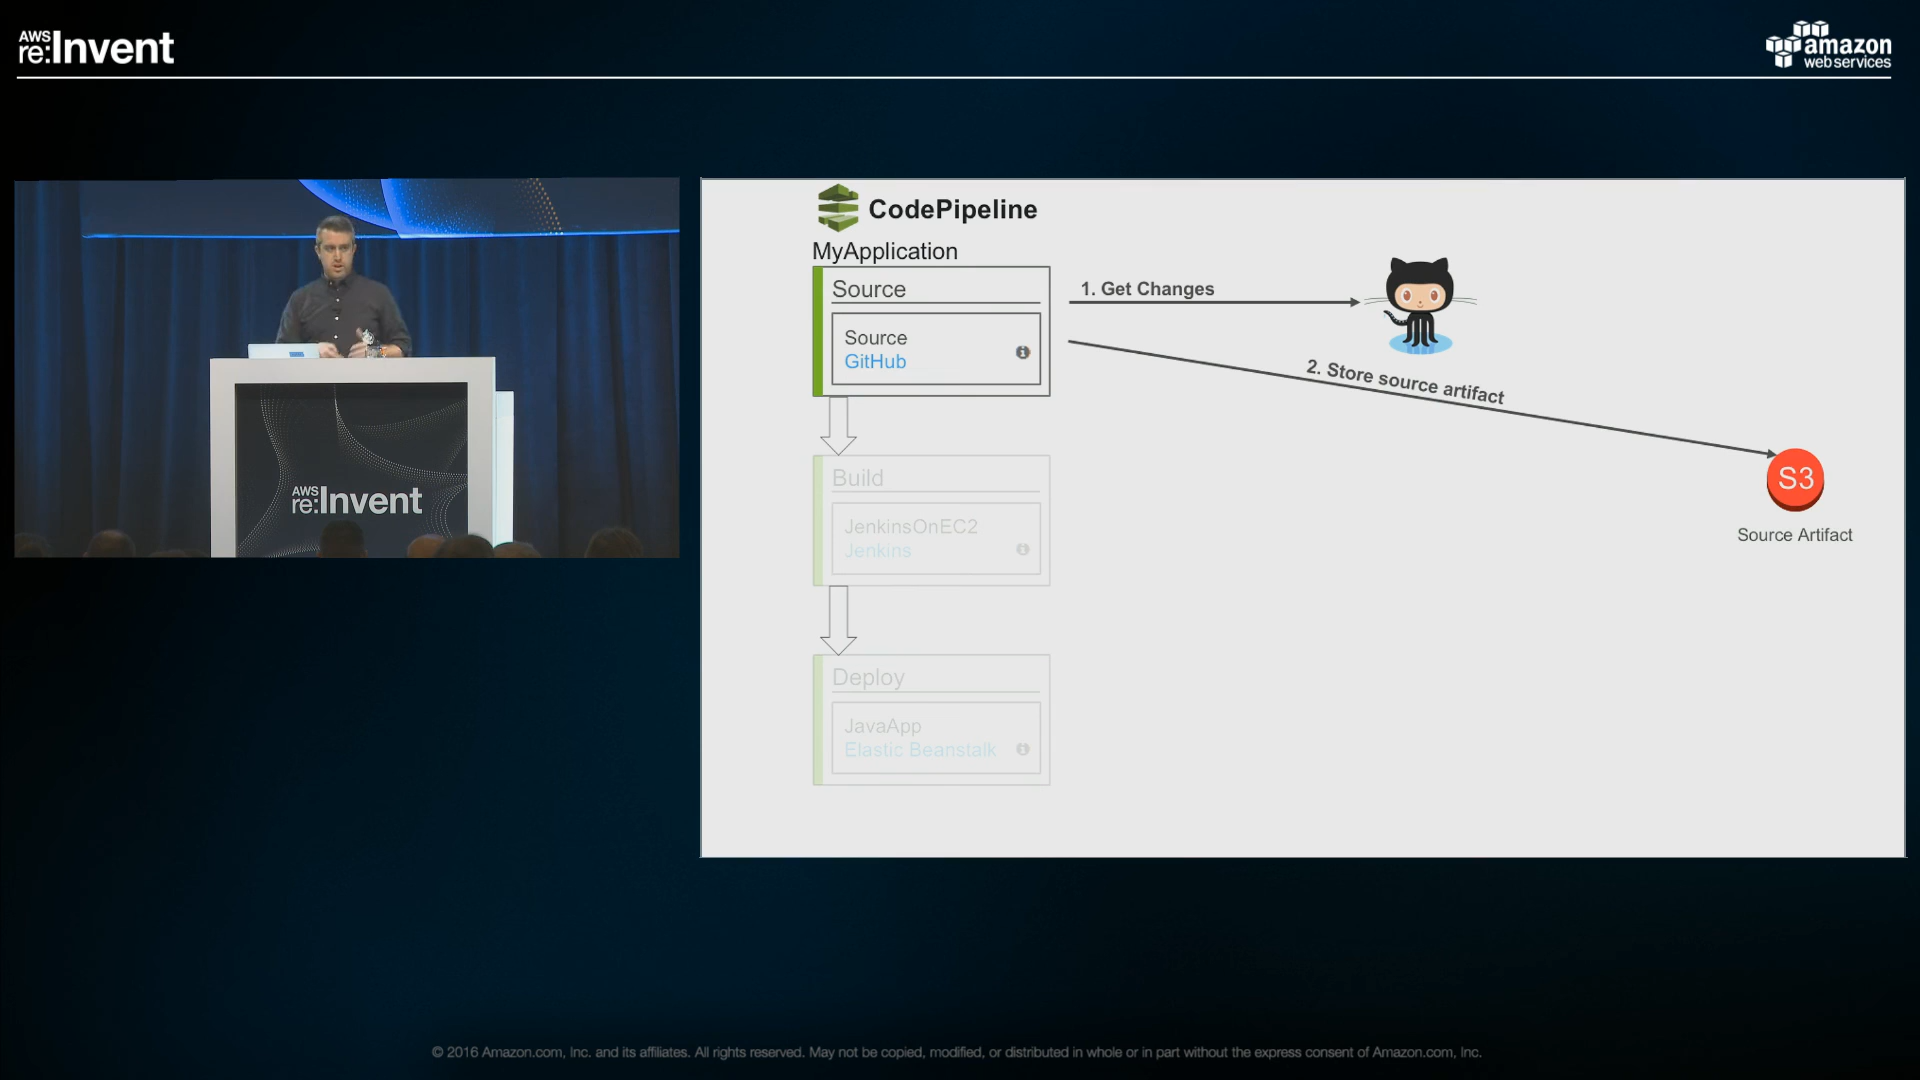 AWS
re:Invent
amazon
web services
AWS
re:Invent
CodePipeline
MyApplication
Source
Source
GitHub
1. Get Changes
2. Store source artifact
S3
Source Artifact
Build
JenkinsOnEC2
Jenkins
Deploy
JavaApp
Elastic Beanstalk
© 2016 Amazon.com, Inc. and its affiliates. All rights reserved. May not be copied, modified, or distributed in whole or in part without the express consent of Amazon.com, Inc.